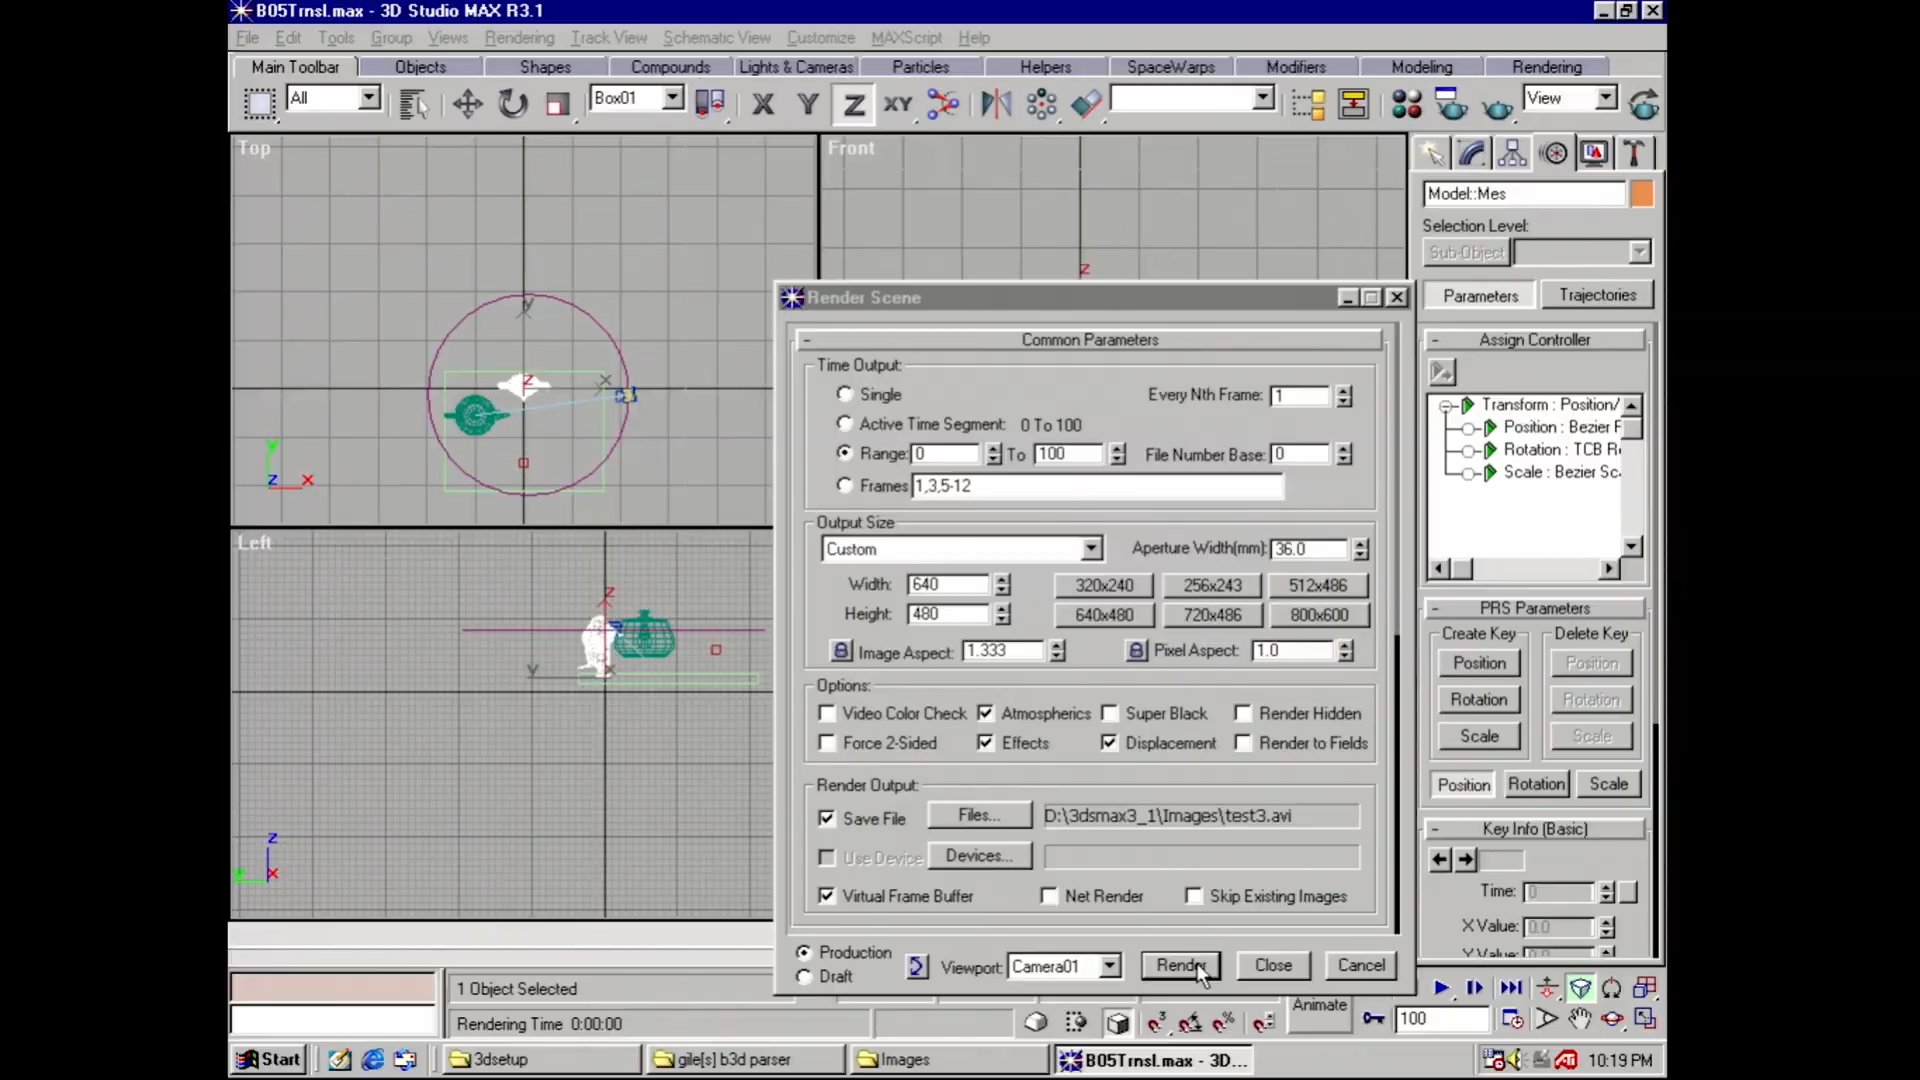 B05Trnsl.max - 3D Studio MAX R3.1
File Edit Tools Group Views Rendering Track View Schematic View Customize MAXScript Help
Main Toolbar Objects Shapes Compounds Lights & Cameras Particles Helpers SpaceWarps Modifiers Modeling Rendering
All Box01 X Y Z XY View
Top Front
Model::Mes
Selection Level:
Sub-Object
Parameters Trajectories
Render Scene
Common Parameters
Time Output:
Single Every Nth Frame: 1
Active Time Segment: 0 To 100
Range: 0 To 100 File Number Base: 0
Frames 1,3,5-12
Output Size
Custom Aperture Width(mm): 36.0
Width: 640 320x240 256x243 512x486
Height: 480 640x480 720x486 800x600
Image Aspect: 1.333 Pixel Aspect: 1.0
Options:
Video Color Check Atmospherics Super Black Render Hidden
Force 2-Sided Effects Displacement Render to Fields
Render Output:
Save File Files... D:\3dsmax3_1\Images\test3.avi
Use Device Devices...
Virtual Frame Buffer Net Render Skip Existing Images
Production
Draft
Viewport: Camera01 Render Close Cancel
Assign Controller
Transform : Position/
Position : Bezier P
Rotation : TCB R
Scale : Bezier Sc
PRS Parameters
Create Key Delete Key
Position Position
Rotation Rotation
Scale Scale
Position Rotation Scale
Key Info (Basic)
Time: 0
X Value: 0.0
Y Value: 0.0
Left
y
z
x
z
x
y
z
z
y
x
z
y
x
1 Object Selected
Rendering Time 0:00:00
Animate 100
Start 3dsetup gile[s] b3d parser Images B05Trnsl.max - 3D... 10:19 PM